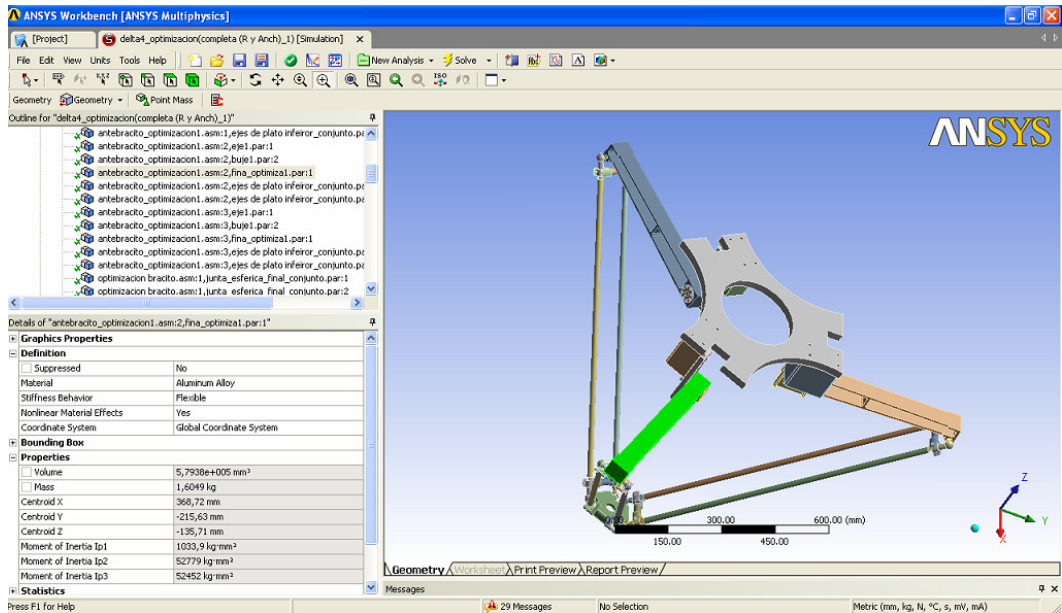 ANSYS Workbench [ANSYS Multiphysics]
[Project] delta4_optimizacion(completa (R y Anch)_1) [Simulation]
File Edit View Units Tools Help New Analysis Solve
Geometry Geometry Point Mass
Outline for "delta4_optimizacion(completa (R y Anch)_1)"
antebracito_optimizacion1.asm:1,ejes de plato infeiror_conjunto.pa
antebracito_optimizacion1.asm:2,eje1.par:1
antebracito_optimizacion1.asm:2,buje1.par:2
antebracito_optimizacion1.asm:2,fina_optimiza1.par:1
antebracito_optimizacion1.asm:2,ejes de plato infeiror_conjunto.pa
antebracito_optimizacion1.asm:2,ejes de plato infeiror_conjunto.pa
antebracito_optimizacion1.asm:3,eje1.par:1
antebracito_optimizacion1.asm:3,buje1.par:2
antebracito_optimizacion1.asm:3,fina_optimiza1.par:1
antebracito_optimizacion1.asm:3,ejes de plato infeiror_conjunto.pa
antebracito_optimizacion1.asm:3,ejes de plato infeiror_conjunto.pa
optimizacion bracito.asm:1,junta_esferica_final_conjunto.par:1
optimizacion bracito.asm:1,junta_esferica_final_conjunto.par:2
Details of "antebracito_optimizacion1.asm:2,fina_optimiza1.par:1"
Graphics Properties
Definition
Suppressed No
Material Aluminum Alloy
Stiffness Behavior Flexible
Nonlinear Material Effects Yes
Coordinate System Global Coordinate System
Bounding Box
Properties
Volume 5,7938e+005 mm³
Mass 1,6049 kg
Centroid X 368,72 mm
Centroid Y -215,63 mm
Centroid Z -135,71 mm
Moment of Inertia Ip1 1033,9 kg·mm²
Moment of Inertia Ip2 52779 kg·mm²
Moment of Inertia Ip3 52452 kg·mm²
Statistics
ANSYS
0.00 300.00 600.00 (mm)
150.00 450.00
Z
Y
X
Geometry Worksheet Print Preview Report Preview
Messages
Press F1 for Help 29 Messages No Selection Metric (mm, kg, N, ºC, s, mV, mA)